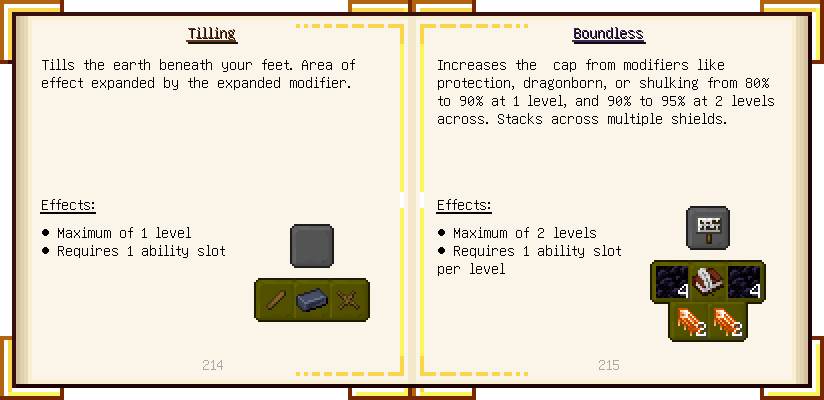 Tilling
Tills the earth beneath your feet. Area of
effect expanded by the expanded modifier.
Effects:
• Maximum of 1 level
• Requires 1 ability slot
214
Boundless
Increases the  cap from modifiers like
protection, dragonborn, or shulking from 80%
to 90% at 1 level, and 90% to 95% at 2 levels
across. Stacks across multiple shields.
Effects:
• Maximum of 2 levels
• Requires 1 ability slot
per level
4
4
2
2
215